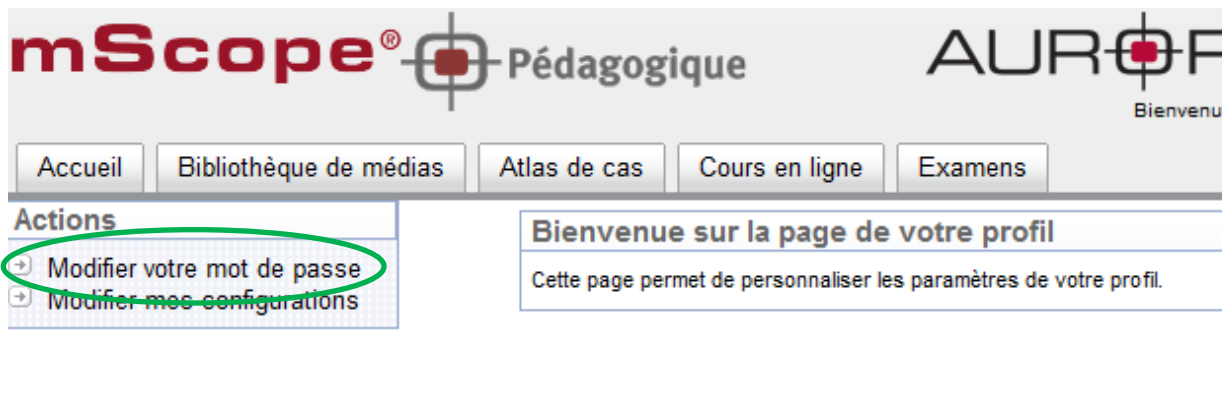 mScope® Pédagogique
Accueil Bibliothèque de médias Atlas de cas Cours en ligne Examens
Actions
Modifier votre mot de passe
Modifier mes configurations
Bienvenue sur la page de votre profil
Cette page permet de personnaliser les paramètres de votre profil.